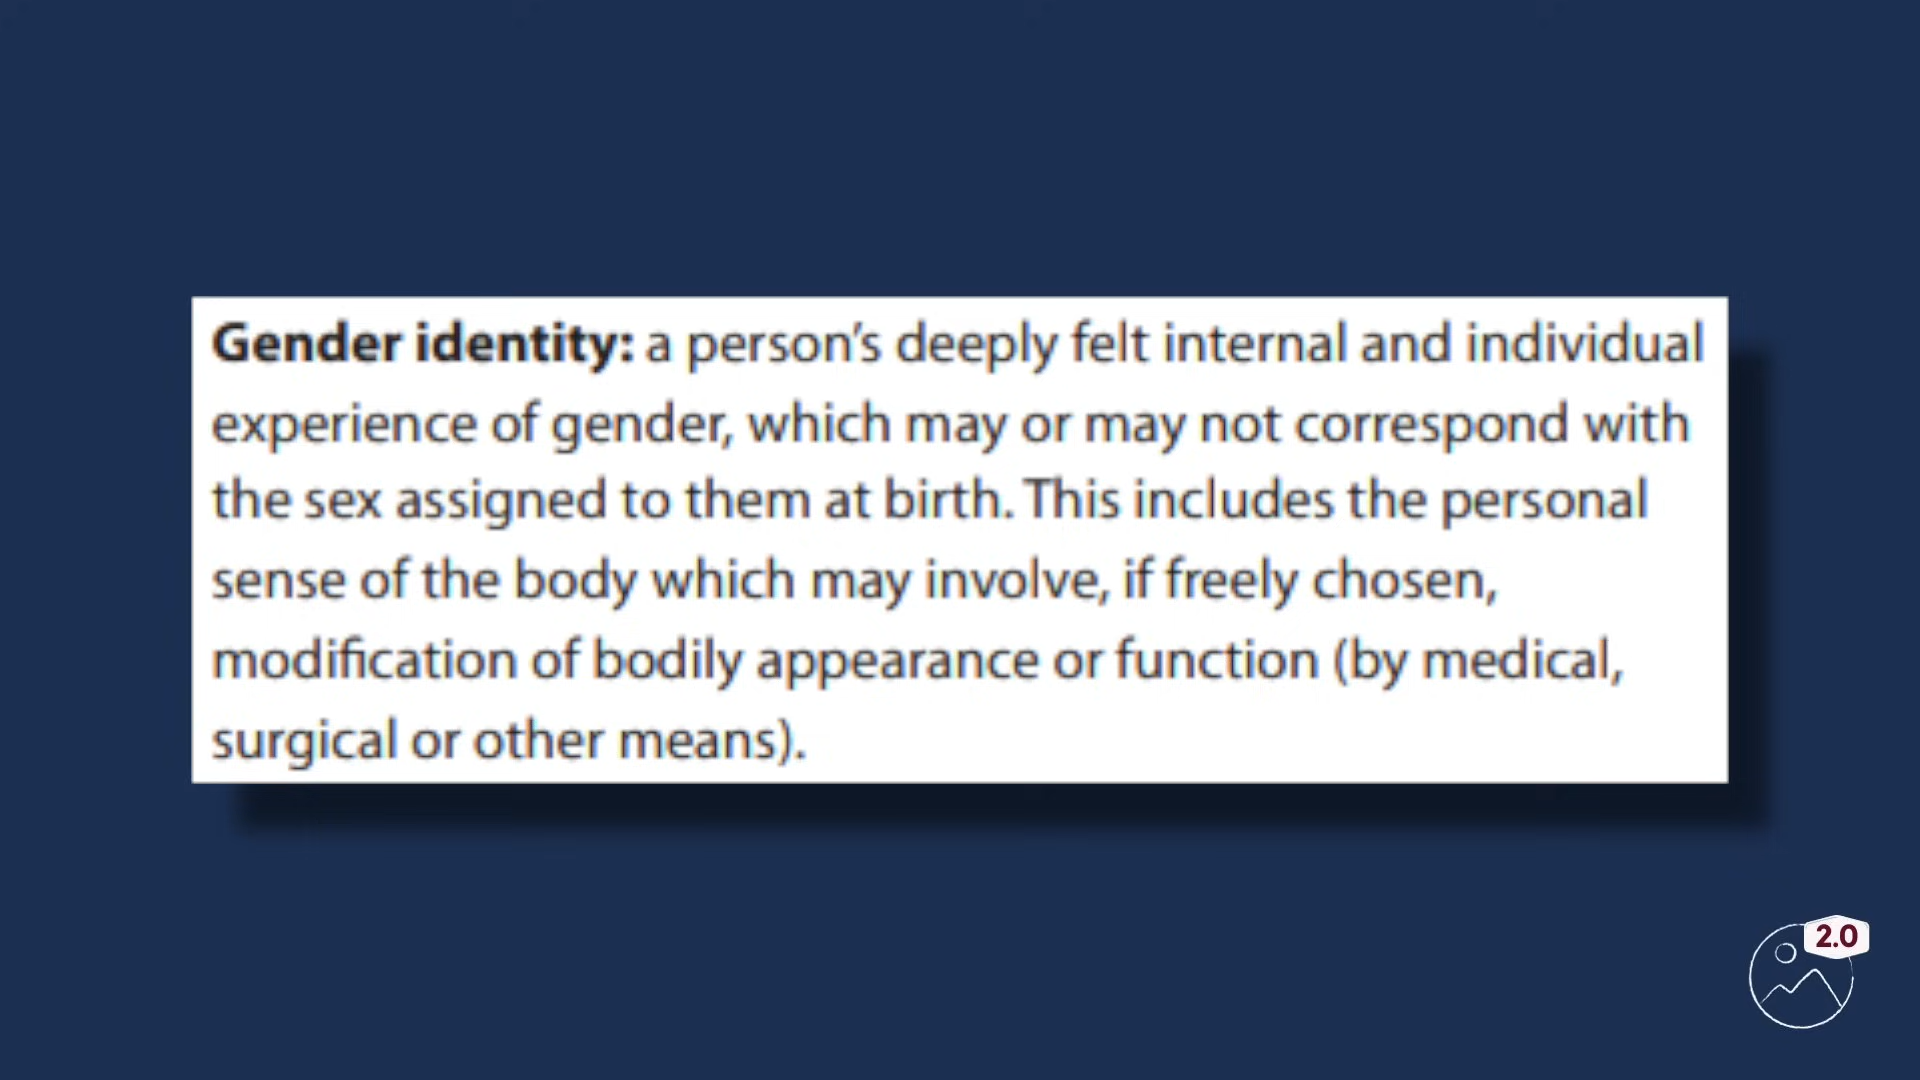 Gender identity: a person’s deeply felt internal and individual
experience of gender, which may or may not correspond with
the sex assigned to them at birth. This includes the personal
sense of the body which may involve, if freely chosen,
modification of bodily appearance or function (by medical,
surgical or other means).
2.0